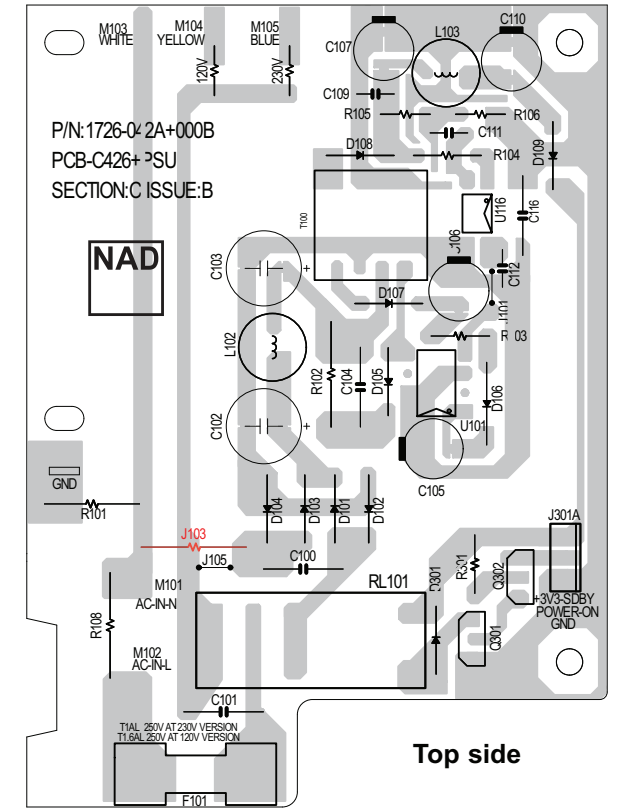 M103
WHITE
M104
YELLOW
M105
BLUE
120V
230V
C107
L103
C110
C109
R105
R106
C111
D108
R104
D109
P/N:1726-042A+000B
PCB-C426+PSU
SECTION:C ISSUE:B
T100
U116
C116
NAD
C103
+
C112
D107
L102
R102
C104
D105
D106
C102
+
U101
C105
GND
R101
D104
D103
D101
D102
J103
J105
C100
M101
AC-IN-N
RL101
R301
Q302
J301A
+3V3-SDBY
POWER-ON
GND
R108
M102
AC-IN-L
Q301
C101
T1AL 250V AT 230V VERSION
T1.6AL 250V AT 120V VERSION
F101
Top side